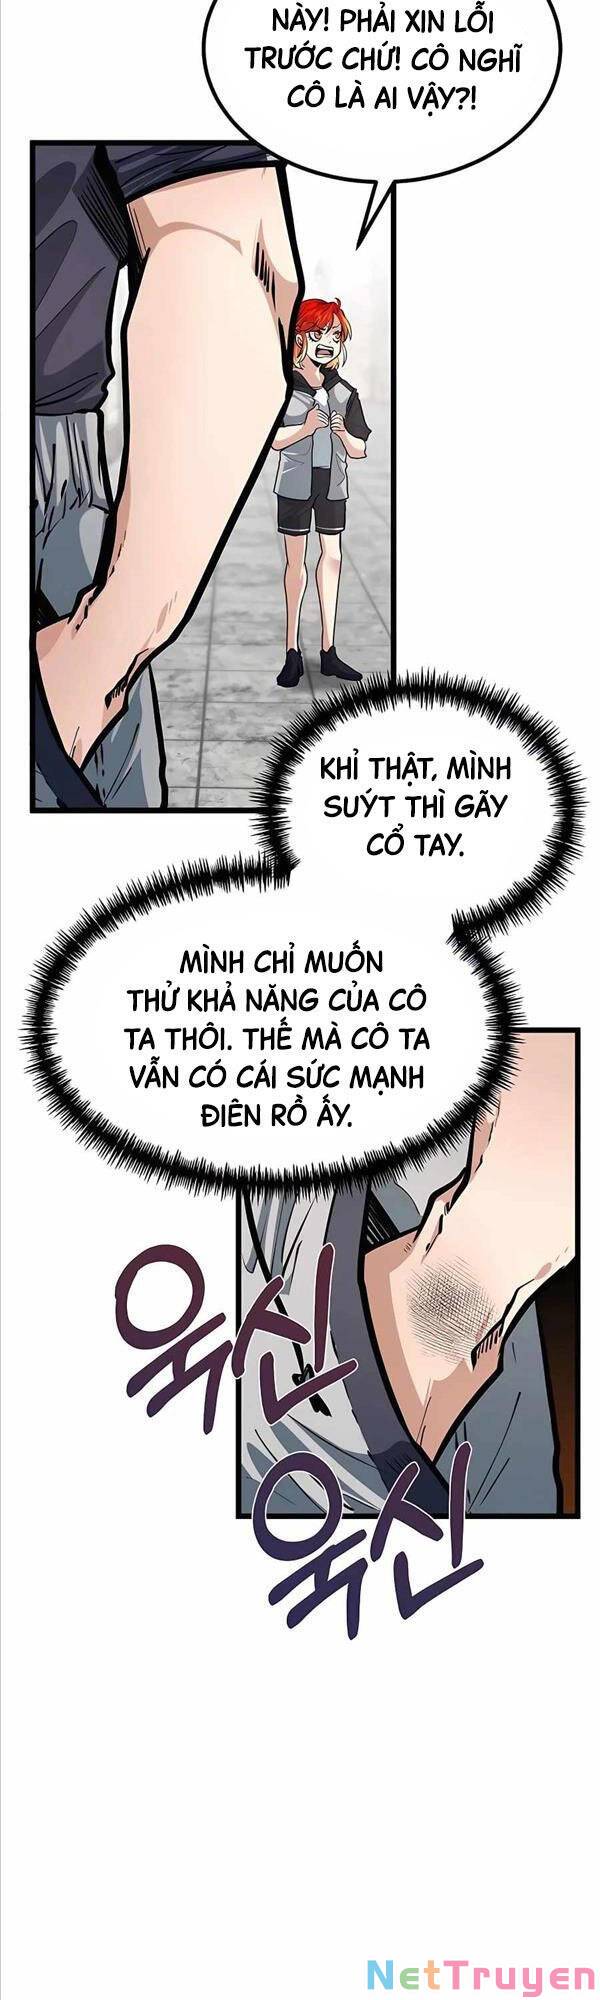 NÀY! PHẢI XIN LỖI
TRƯỚC CHỨ! CÔ NGHĨ
CÔ LÀ AI VẬY?!
KHỈ THẬT, MÌNH
SUÝT THÌ GÃY
CỔ TAY.
MÌNH CHỈ MUỐN
THỬ KHẢ NĂNG CỦA CÔ
TA THÔI. THẾ MÀ CÔ TA
VẪN CÓ CÁI SỨC MẠNH
ĐIÊN RỒ ẤY.
욱신
욱신
NetTruyen